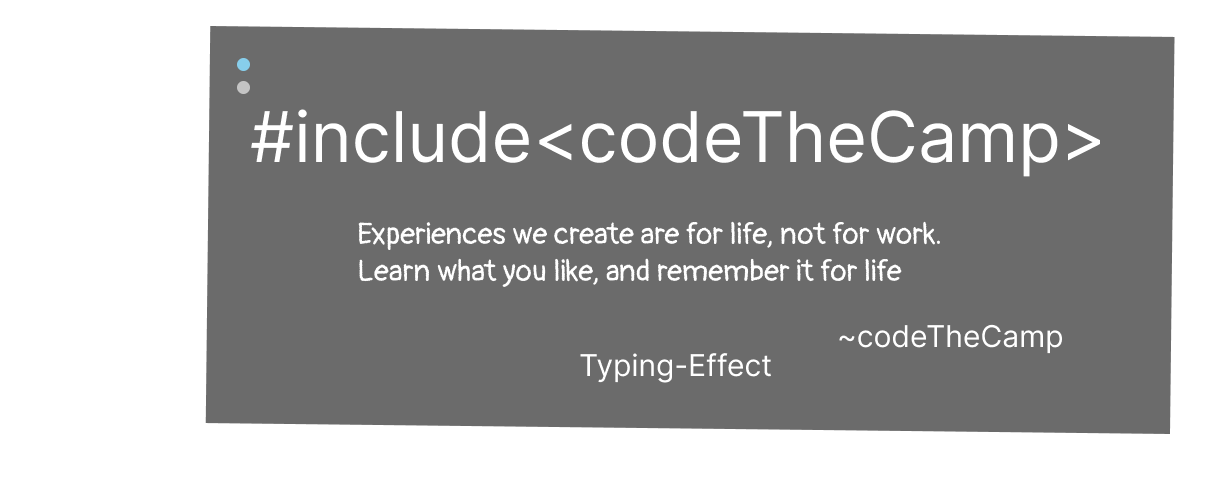 #include<codeTheCamp>
Experiences we create are for life, not for work.
Learn what you like, and remember it for life
~codeTheCamp
Typing-Effect